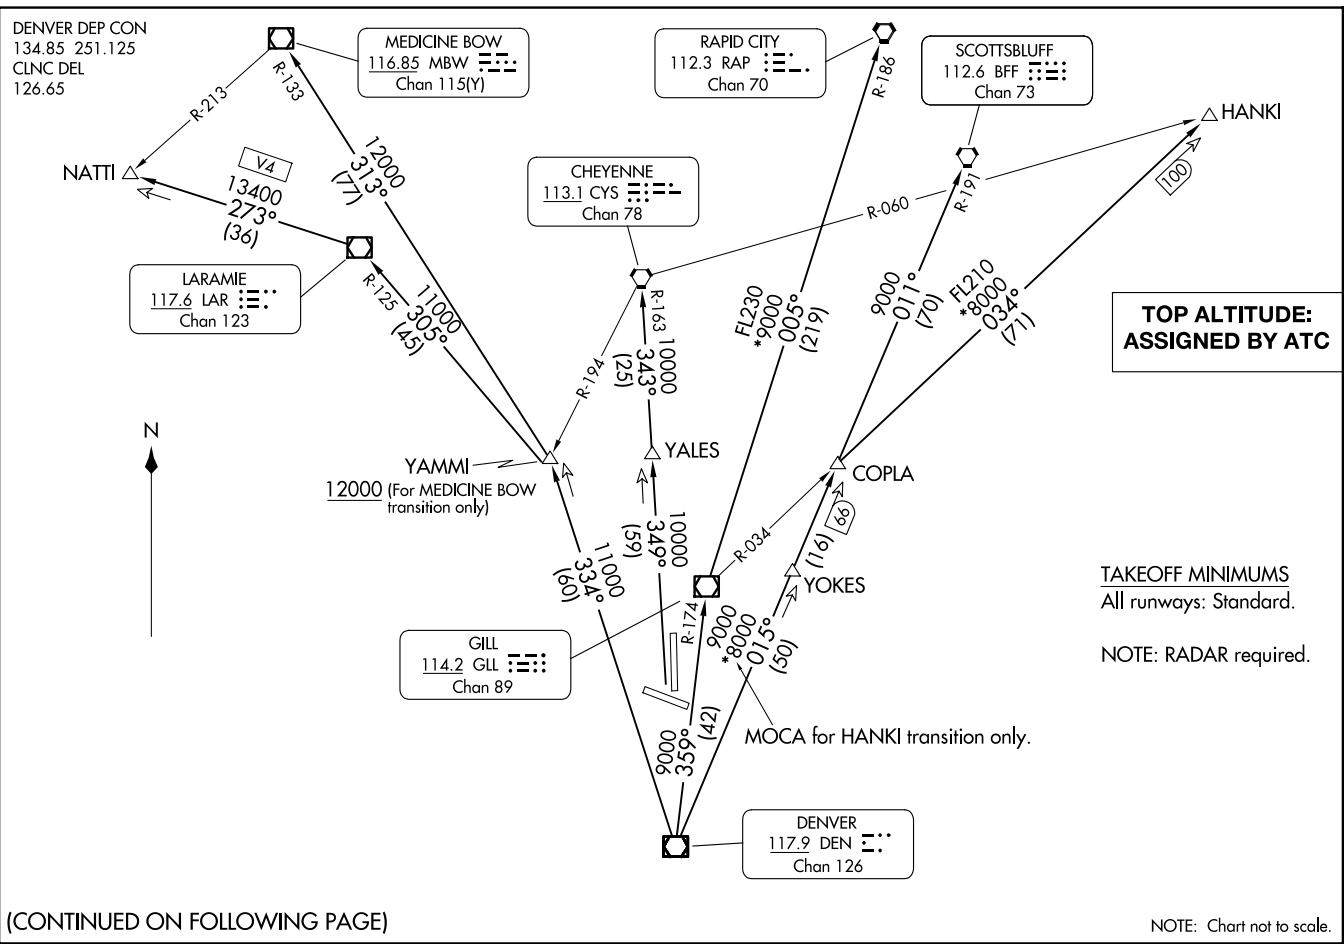 DENVER DEP CON
134.85 251.125
CLNC DEL
126.65
MEDICINE BOW
116.85 MBW
Chan 115(Y)
RAPID CITY
112.3 RAP
Chan 70
SCOTTSBLUFF
112.6 BFF
Chan 73
HANKI
R-133
R-213
R-186
NATTI
V4
13400
273°
(36)
12000
313°
(77)
CHEYENNE
113.1 CYS
Chan 78
R-060
R-191
100
LARAMIE
117.6 LAR
Chan 123
R-125
11000
305°
(45)
R-163
10000
343°
(25)
R-194
FL230
*9000
005°
(219)
9000
011°
(70)
FL210
*8000
034°
(71)
TOP ALTITUDE:
ASSIGNED BY ATC
N
YAMMI
12000 (For MEDICINE BOW
transition only)
YALES
COPLA
66
(16)
R-034
YOKES
11000
334°
(60)
10000
349°
(59)
R-174
9000
*8000
015°
(50)
TAKEOFF MINIMUMS
All runways: Standard.
NOTE: RADAR required.
GILL
114.2 GLL
Chan 89
9000
359°
(42)
MOCA for HANKI transition only.
DENVER
117.9 DEN
Chan 126
(CONTINUED ON FOLLOWING PAGE)
NOTE: Chart not to scale.